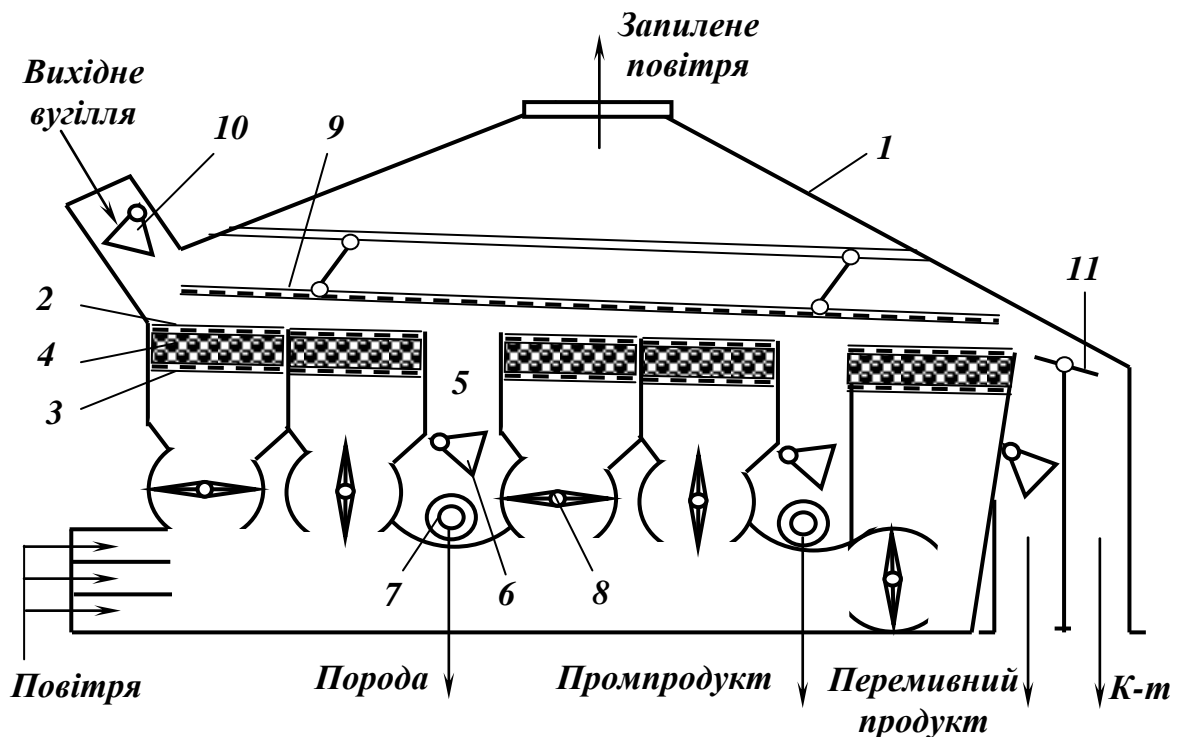 Запилене
повітря
Вихідне
вугілля
10
9
1
11
2
4
3
5
7
6
8
Повітря
Порода
Промпродукт
Перемивний
продукт
К-т